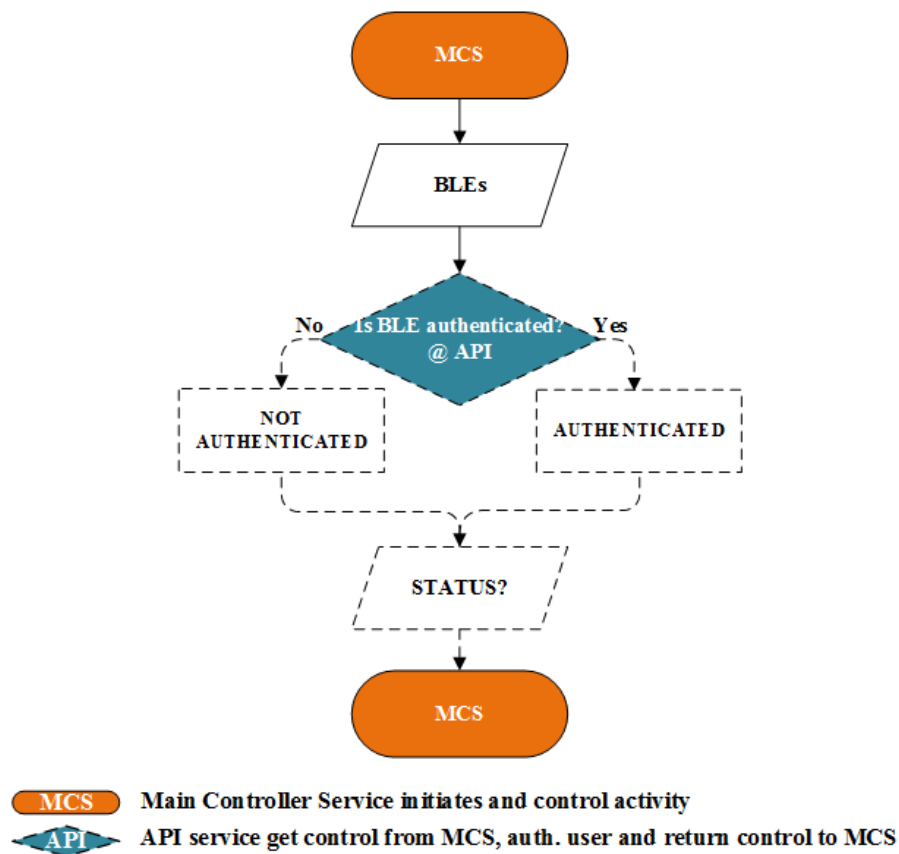 MCS
BLEs
No
Is BLE authenticated?
Yes
@ API
NOT
AUTHENTICATED
AUTHENTICATED
STATUS?
MCS
MCS Main Controller Service initiates and control activity
API API service get control from MCS, auth. user and return control to MCS